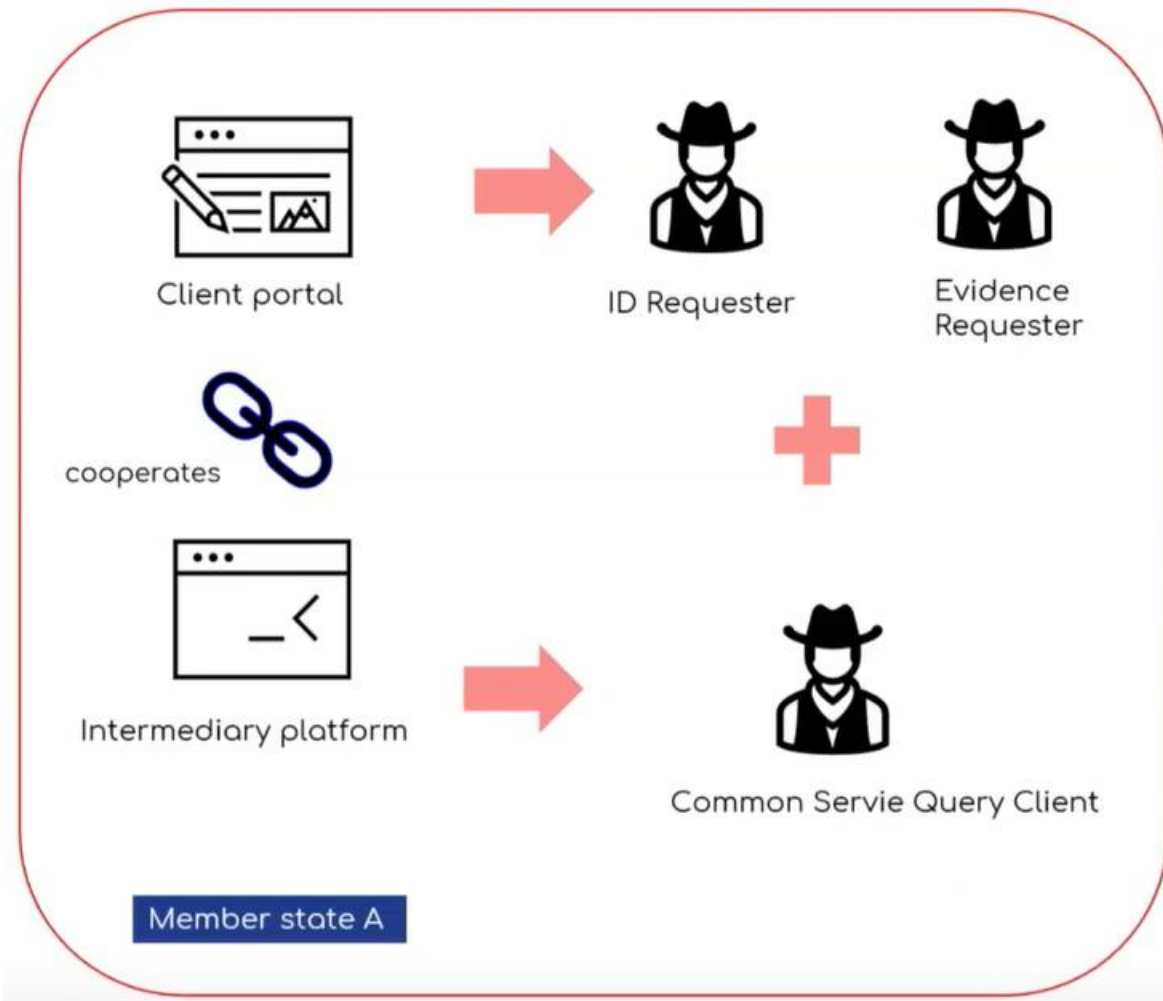 Client portal
ID Requester
Evidence
Requester
cooperates
Intermediary platform
Common Servie Query Client
Member state A